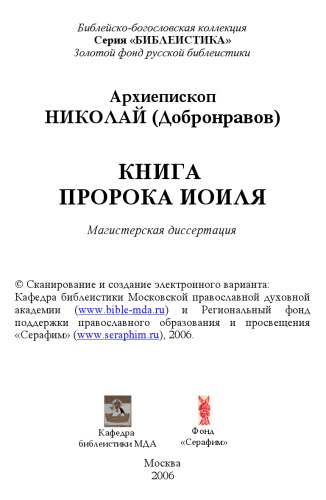 Библейско-богословская коллекция
Серия «БИБЛЕИСТИКА»
Золотой фонд русской библеистики
Архиепископ
НИКОЛАЙ (Добронравов)
КНИГА
ПРОРОКА ИОИЛЯ
Магистерская диссертация
© Сканирование и создание электронного варианта:
Кафедра библеистики Московской православной духовной
академии (www.bible-mda.ru) и Региональный фонд
поддержки православного образования и просвещения
«Серафим» (www.seraphim.ru), 2006.
Кафедра
библеистики МДА
Фонд
«Серафим»
Москва
2006